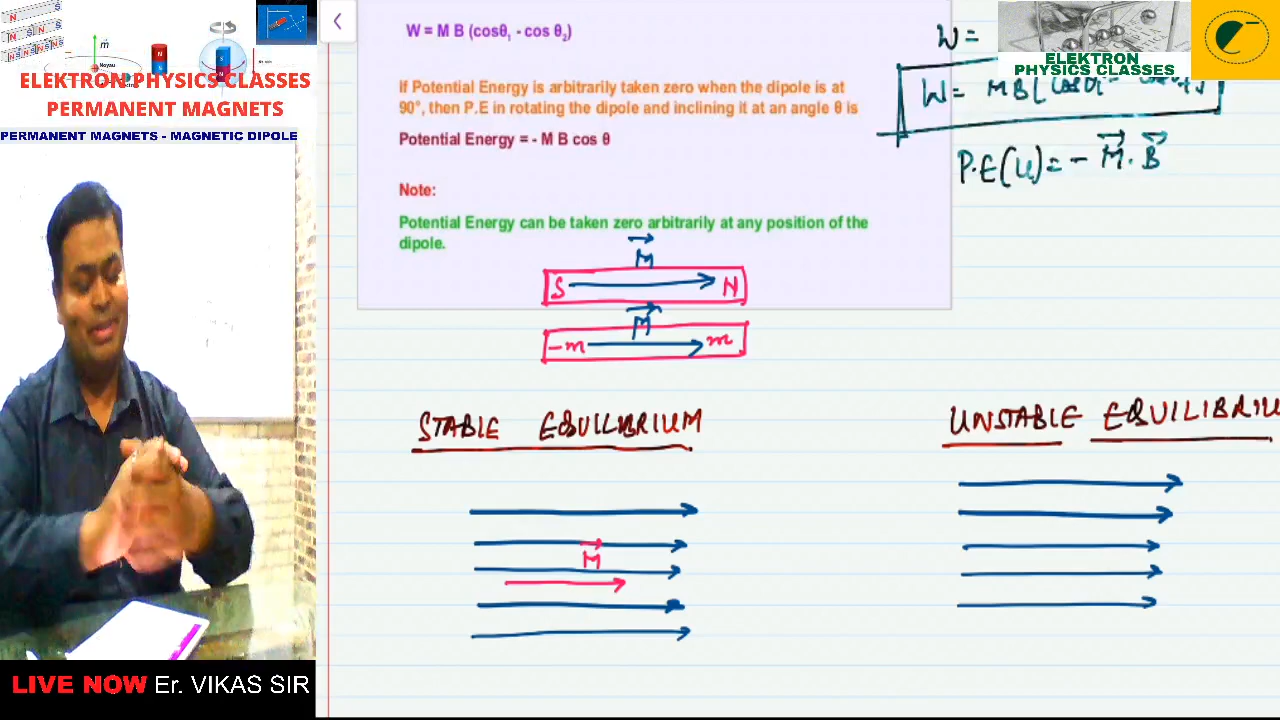 ELEKTRON PHYSICS CLASSES
PERMANENT MAGNETS
PERMANENT MAGNETS - MAGNETIC DIPOLE
W = M B (cosθ₁ - cos θ₂)
If Potential Energy is arbitrarily taken zero when the dipole is at
90°, then P.E in rotating the dipole and inclining it at an angle θ is
Potential Energy = - M B cos θ
Note:
Potential Energy can be taken zero arbitrarily at any position of the
dipole.
M
S N
M
-m m
W =
ELEKTRON
PHYSICS CLASSES
W = MB[
P.E(U) = - M . B
STABLE EQUILIBRIUM
M
UNSTABLE EQUILIBRIU
LIVE NOW Er. VIKAS SIR